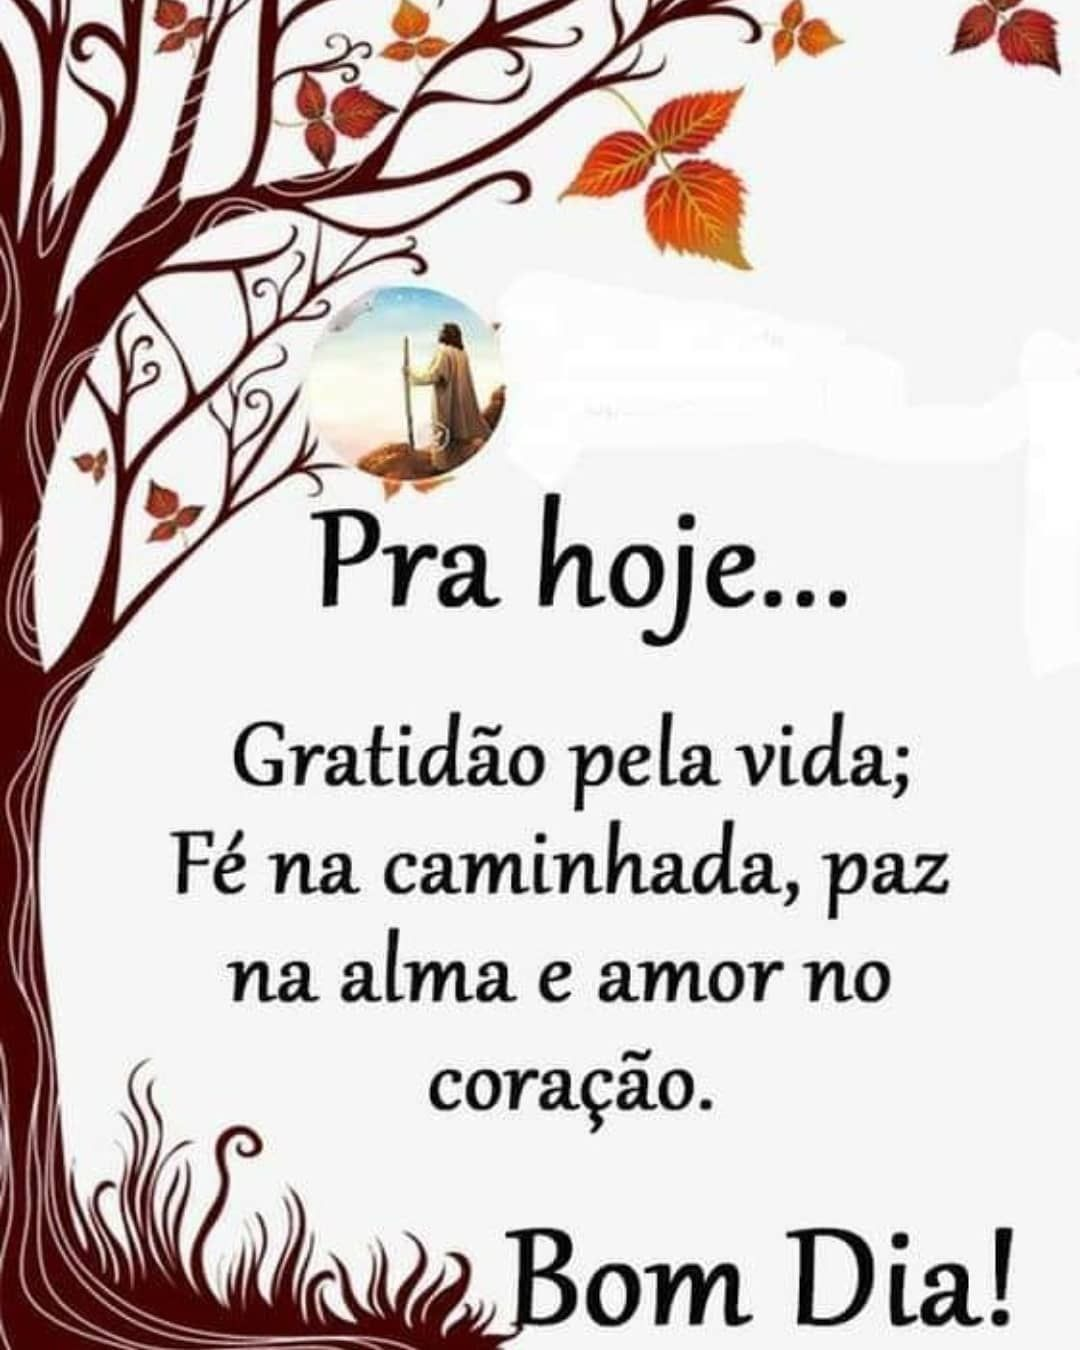 Pra hoje...
Gratidão pela vida;
Fé na caminhada, paz
na alma e amor no
coração.
Bom Dia!